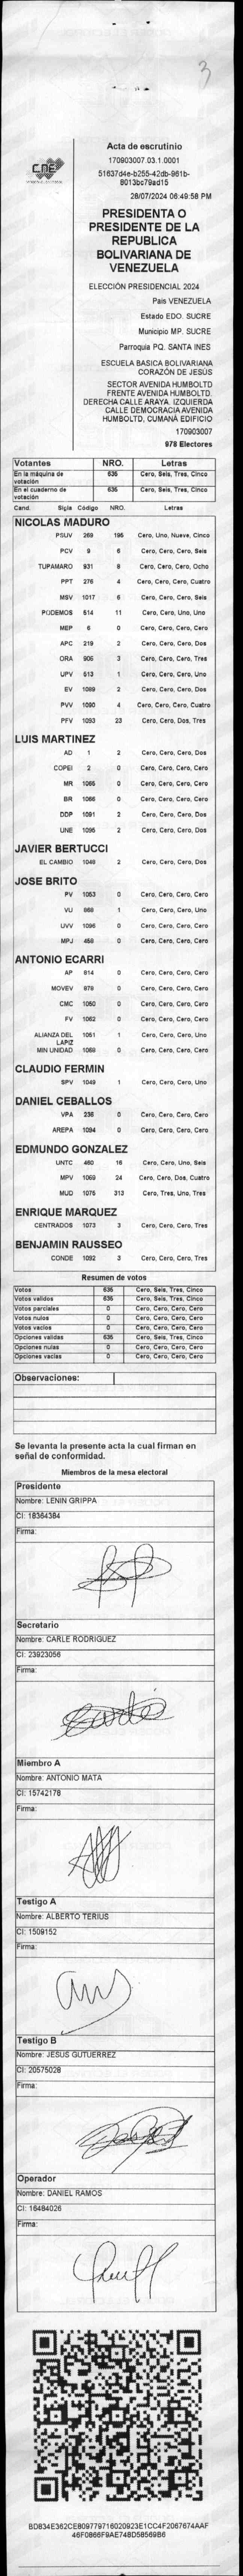 3
CNE
Acta de escrutinio
170903007.03.1.0001
51637d4e-b255-42db-961b-
8013bc79ad15
28/07/2024 06:49:58 PM
PRESIDENTA O
PRESIDENTE DE LA
REPUBLICA
BOLIVARIANA DE
VENEZUELA
ELECCIÓN PRESIDENCIAL 2024
Pais VENEZUELA
Estado EDO. SUCRE
Municipio MP. SUCRE
Parroquia PQ. SANTA INES
ESCUELA BASICA BOLIVARIANA
CORAZÓN DE JESÚS
SECTOR AVENIDA HUMBOLDT
FRENTE AVENIDA HUMBOLDT.
DERECHA CALLE ARAYA. IZQUIERDA
CALLE DEMOCRACIA AVENIDA
HUMBOLDT, CUMANÁ EDIFICIO
170903007
978 Electores
Votantes NRO. Letras
En la máquina de votación 635 Cero, Seis, Tres, Cinco
En el cuaderno de votación 635 Cero, Seis, Tres, Cinco
Cand. Sigla Código NRO. Letras
NICOLAS MADURO
PSUV 269 195 Cero, Uno, Nueve, Cinco
PCV 9 6 Cero, Cero, Cero, Seis
TUPAMARO 931 8 Cero, Cero, Cero, Ocho
PPT 276 4 Cero, Cero, Cero, Cuatro
MSV 1017 6 Cero, Cero, Cero, Seis
PODEMOS 514 11 Cero, Cero, Uno, Uno
MEP 6 0 Cero, Cero, Cero, Cero
APC 219 2 Cero, Cero, Cero, Dos
ORA 905 3 Cero, Cero, Cero, Tres
UPV 513 1 Cero, Cero, Cero, Uno
EV 1089 2 Cero, Cero, Cero, Dos
PVV 1090 4 Cero, Cero, Cero, Cuatro
PFV 1093 23 Cero, Cero, Dos, Tres
LUIS MARTINEZ
AD 1 2 Cero, Cero, Cero, Dos
COPEI 2 0 Cero, Cero, Cero, Cero
MR 1065 0 Cero, Cero, Cero, Cero
BR 1066 0 Cero, Cero, Cero, Cero
DDP 1091 2 Cero, Cero, Cero, Dos
UNE 1095 2 Cero, Cero, Cero, Dos
JAVIER BERTUCCI
EL CAMBIO 1048 2 Cero, Cero, Cero, Dos
JOSE BRITO
PV 1053 0 Cero, Cero, Cero, Cero
VU 868 1 Cero, Cero, Cero, Uno
UVV 1096 0 Cero, Cero, Cero, Cero
MPJ 458 0 Cero, Cero, Cero, Cero
ANTONIO ECARRI
AP 814 0 Cero, Cero, Cero, Cero
MOVEV 978 0 Cero, Cero, Cero, Cero
CMC 1050 0 Cero, Cero, Cero, Cero
FV 1062 0 Cero, Cero, Cero, Cero
ALIANZA DEL 1051 1 Cero, Cero, Cero, Uno
LAPIZ
MIN UNIDAD 1068 0 Cero, Cero, Cero, Cero
CLAUDIO FERMIN
SPV 1049 1 Cero, Cero, Cero, Uno
DANIEL CEBALLOS
VPA 236 0 Cero, Cero, Cero, Cero
AREPA 1094 0 Cero, Cero, Cero, Cero
EDMUNDO GONZALEZ
UNTC 460 16 Cero, Cero, Uno, Seis
MPV 1069 24 Cero, Cero, Dos, Cuatro
MUD 1075 313 Cero, Tres, Uno, Tres
ENRIQUE MARQUEZ
CENTRADOS 1073 3 Cero, Cero, Cero, Tres
BENJAMIN RAUSSEO
CONDE 1092 3 Cero, Cero, Cero, Tres
Resumen de votos
Votos 635 Cero, Seis, Tres, Cinco
Votos validos 635 Cero, Seis, Tres, Cinco
Votos parciales 0 Cero, Cero, Cero, Cero
Votos nulos 0 Cero, Cero, Cero, Cero
Votos vacios 0 Cero, Cero, Cero, Cero
Opciones validas 635 Cero, Seis, Tres, Cinco
Opciones nulas 0 Cero, Cero, Cero, Cero
Opciones vacias 0 Cero, Cero, Cero, Cero
Observaciones:
Se levanta la presente acta la cual firman en
señal de conformidad.
Miembros de la mesa electoral
Presidente
Nombre: LENIN GRIPPA
CI: 18364384
Firma:
Secretario
Nombre: CARLE RODRIGUEZ
CI: 23923056
Firma:
Miembro A
Nombre: ANTONIO MATA
CI: 15742178
Firma:
Testigo A
Nombre: ALBERTO TERIUS
CI: 1509152
Firma:
Testigo B
Nombre: JESUS GUTUERREZ
CI: 20575028
Firma:
Operador
Nombre: DANIEL RAMOS
CI: 16484026
Firma:
BD834E362CE809779716020923E1CC4F2067674AAF
46F0866F9AE748D58569B6